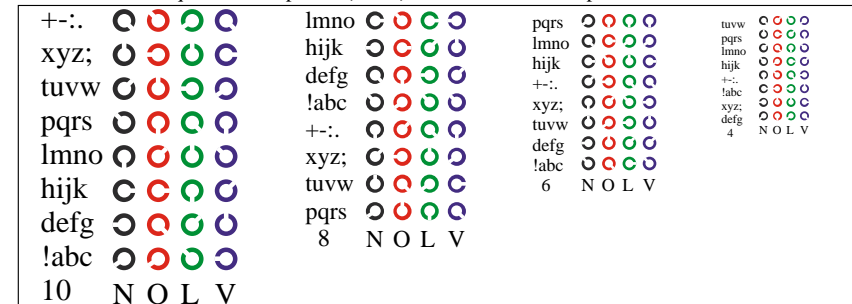 +-:.
xyz;
tuvw
pqrs
lmno
hijk
defg
!abc
10 N O L V
lmno
hijk
defg
!abc
+-:.
xyz;
tuvw
pqrs
8 N O L V
pqrs
lmno
hijk
+-:.
xyz;
tuvw
defg
!abc
6 N O L V
tuvw
pqrs
lmno
hijk
+-:.
!abc
xyz;
defg
4 N O L V